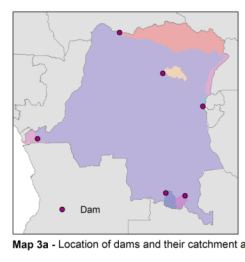 Dam
Map 3a - Location of dams and their catchment a